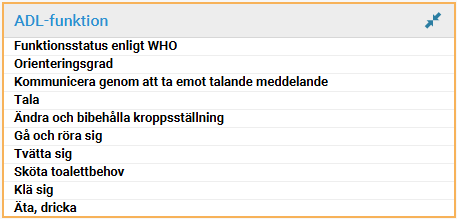 ADL-funktion
Funktionsstatus enligt WHO
Orienteringsgrad
Kommunicera genom att ta emot talande meddelande
Tala
Ändra och bibehålla kroppsställning
Gå och röra sig
Tvätta sig
Sköta toalettbehov
Klä sig
Äta, dricka